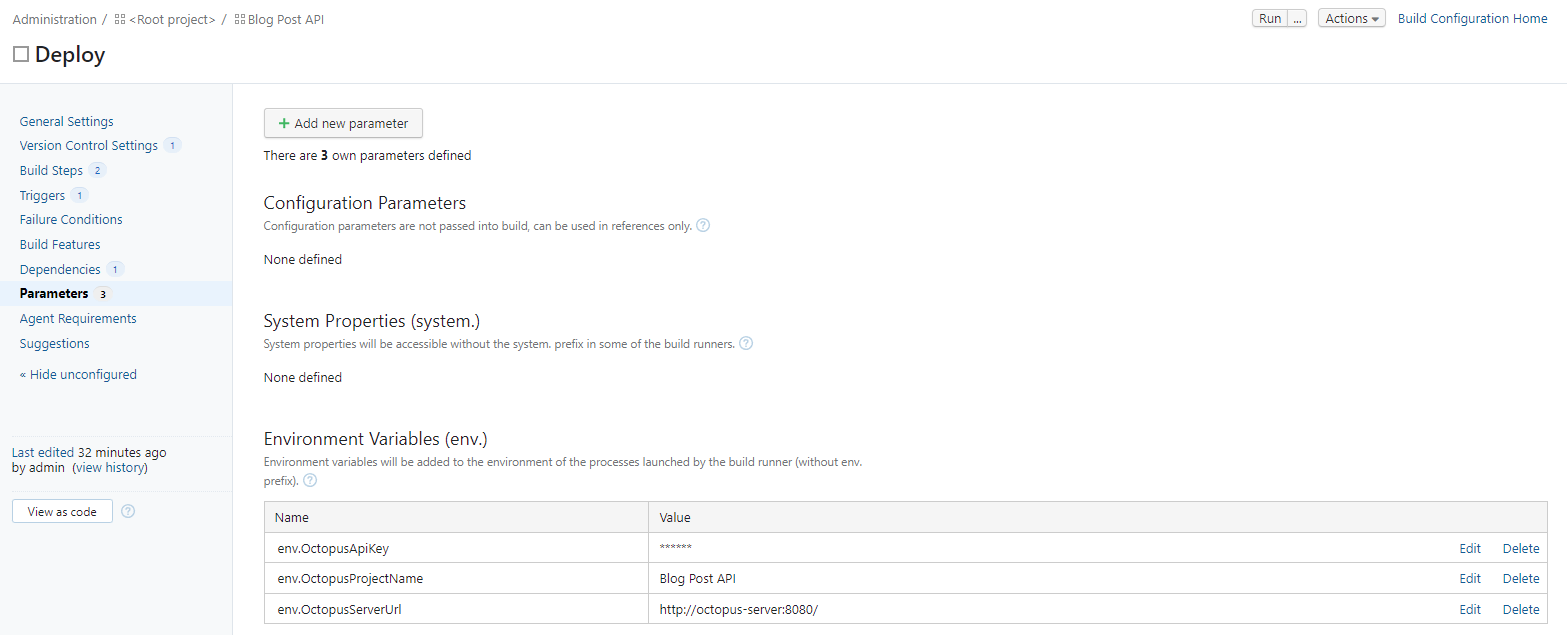 Administration / <Root project> / Blog Post API
Run ... Actions Build Configuration Home
Deploy
General Settings
Version Control Settings 1
Build Steps 2
Triggers 1
Failure Conditions
Build Features
Dependencies 1
Parameters 3
Agent Requirements
Suggestions
« Hide unconfigured
Last edited 32 minutes ago
by admin (view history)
View as code ?
+ Add new parameter
There are 3 own parameters defined
Configuration Parameters
Configuration parameters are not passed into build, can be used in references only. ?
None defined
System Properties (system.)
System properties will be accessible without the system. prefix in some of the build runners. ?
None defined
Environment Variables (env.)
Environment variables will be added to the environment of the processes launched by the build runner (without env.
prefix). ?
Name Value
env.OctopusApiKey ****** Edit Delete
env.OctopusProjectName Blog Post API Edit Delete
env.OctopusServerUrl http://octopus-server:8080/ Edit Delete